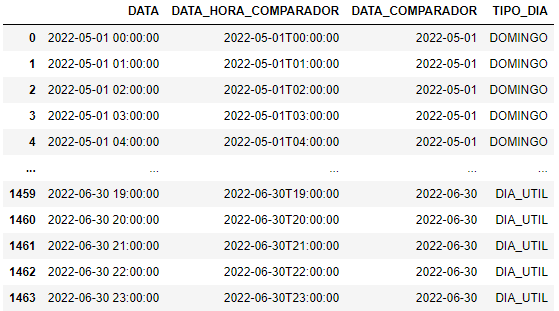 DATA DATA_HORA_COMPARADOR DATA_COMPARADOR TIPO_DIA
0 2022-05-01 00:00:00 2022-05-01T00:00:00 2022-05-01 DOMINGO
1 2022-05-01 01:00:00 2022-05-01T01:00:00 2022-05-01 DOMINGO
2 2022-05-01 02:00:00 2022-05-01T02:00:00 2022-05-01 DOMINGO
3 2022-05-01 03:00:00 2022-05-01T03:00:00 2022-05-01 DOMINGO
4 2022-05-01 04:00:00 2022-05-01T04:00:00 2022-05-01 DOMINGO
... ... ... ... ...
1459 2022-06-30 19:00:00 2022-06-30T19:00:00 2022-06-30 DIA_UTIL
1460 2022-06-30 20:00:00 2022-06-30T20:00:00 2022-06-30 DIA_UTIL
1461 2022-06-30 21:00:00 2022-06-30T21:00:00 2022-06-30 DIA_UTIL
1462 2022-06-30 22:00:00 2022-06-30T22:00:00 2022-06-30 DIA_UTIL
1463 2022-06-30 23:00:00 2022-06-30T23:00:00 2022-06-30 DIA_UTIL